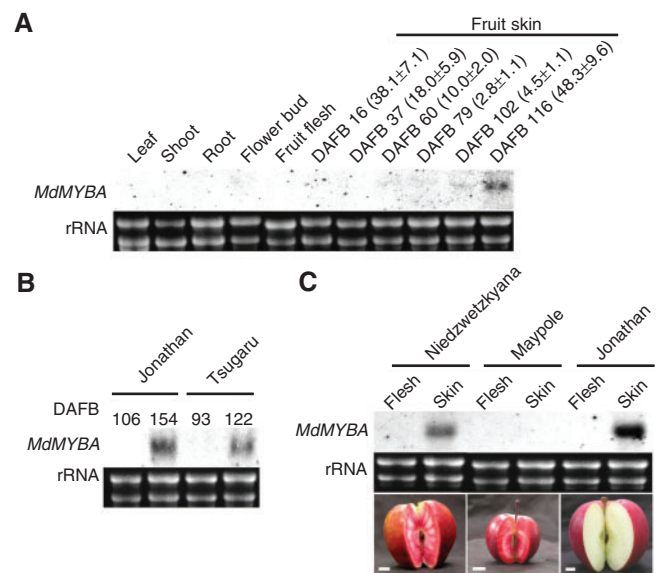 A
Fruit skin
Leaf
Shoot
Root
Flower bud
Fruit flesh
DAFB 16 (38.1±7.1)
DAFB 37 (18.0±5.9)
DAFB 60 (10.0±2.0)
DAFB 79 (2.8±1.1)
DAFB 102 (4.5±1.1)
DAFB 116 (48.3±9.6)
MdMYBA
rRNA
B
Jonathan
Tsugaru
DAFB 106 154 93 122
MdMYBA
rRNA
C
Niedzwetzkyana
Maypole
Jonathan
Flesh
Skin
Flesh
Skin
Flesh
Skin
MdMYBA
rRNA